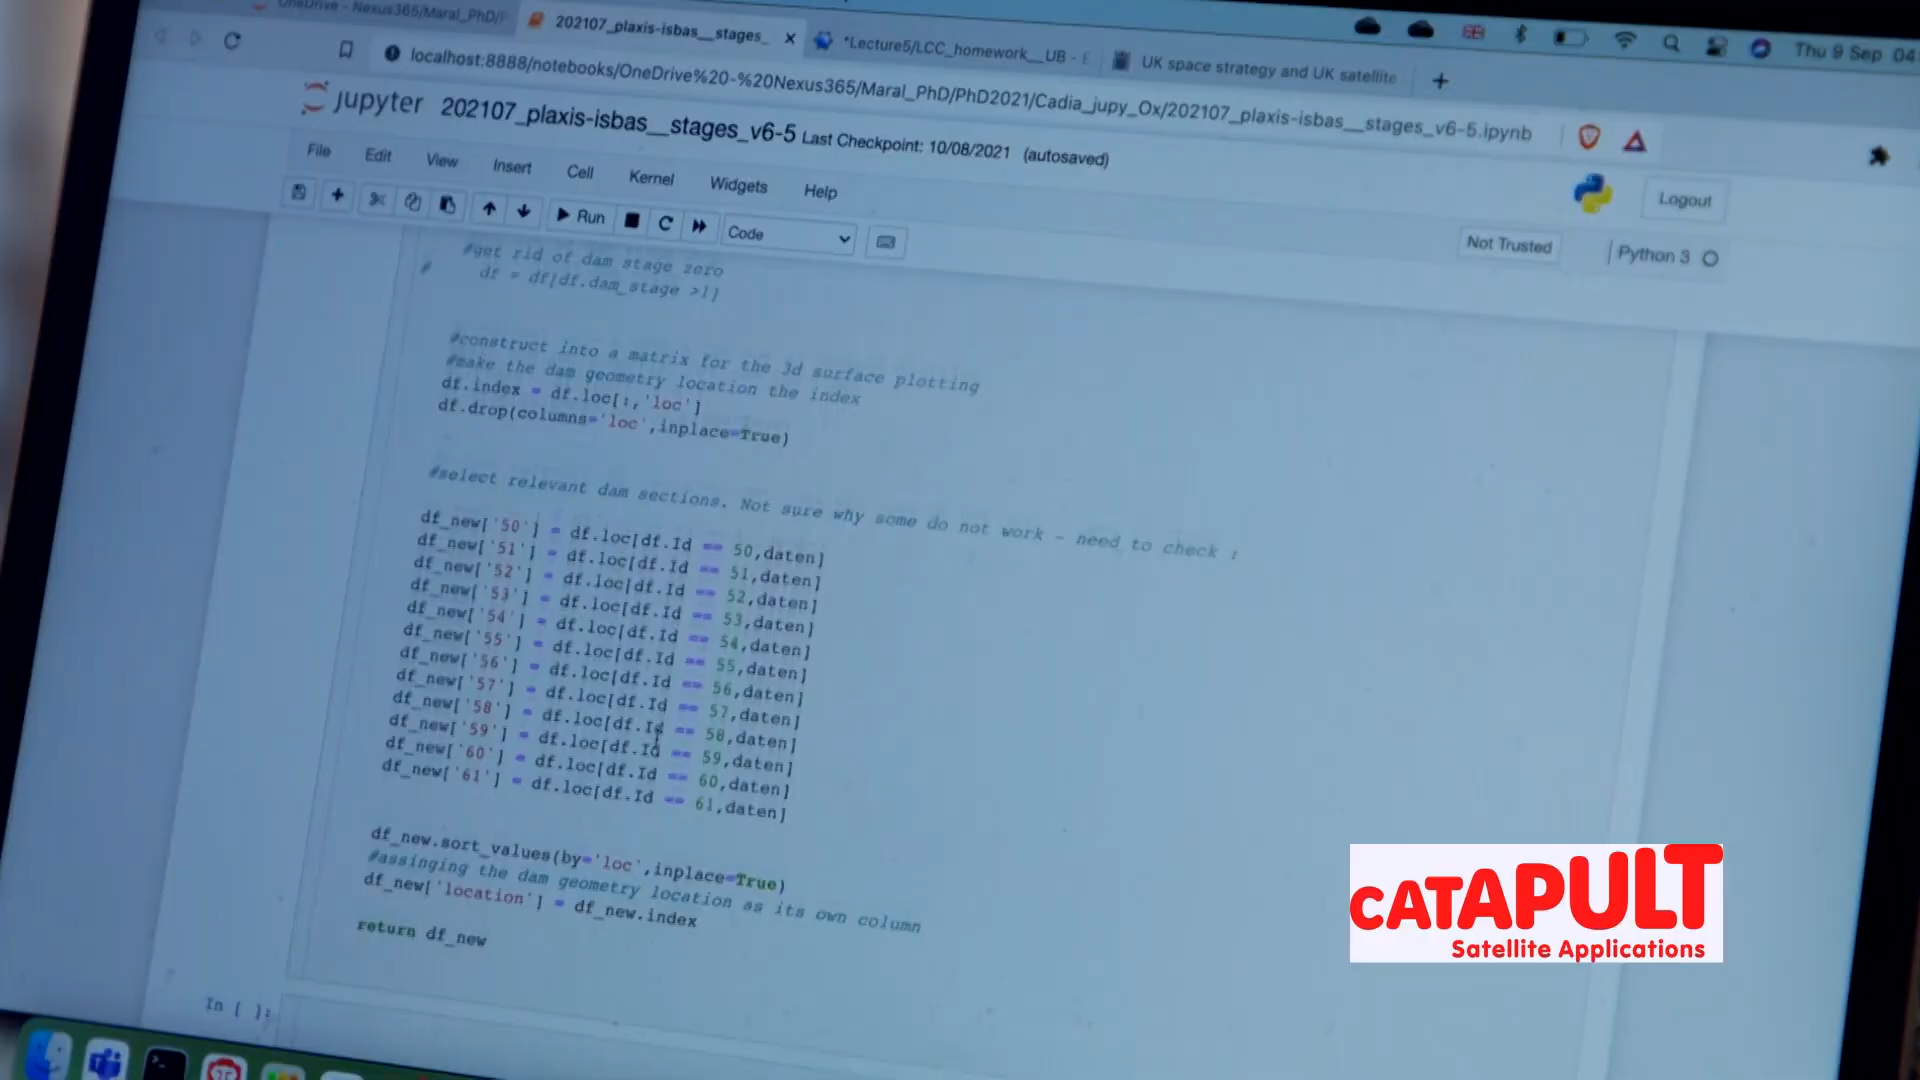 OneDrive - Nexus365/Maral_PhD/
202107_plaxis-isbas__stages_
*Lecture5/LCC_homework__UB -
UK space strategy and UK satellite
Thu 9 Sep 04
localhost:8888/notebooks/OneDrive%20-%20Nexus365/Maral_PhD/PhD2021/Cadia_jupy_Ox/202107_plaxis-isbas__stages_v6-5.ipynb
jupyter 202107_plaxis-isbas__stages_v6-5 Last Checkpoint: 10/08/2021 (autosaved)
File Edit View Insert Cell Kernel Widgets Help
Logout
Run
Code
Not Trusted
Python 3
#get rid of dam stage zero
# df = df[df.dam_stage >1]
#construct into a matrix for the 3d surface plotting
#make the dam geometry location the index
df.index = df.loc[:,'loc']
df.drop(columns='loc',inplace=True)
#select relevant dam sections. Not sure why some do not work - need to check :
df_new['50'] = df.loc[df.Id == 50,daten]
df_new['51'] = df.loc[df.Id == 51,daten]
df_new['52'] = df.loc[df.Id == 52,daten]
df_new['53'] = df.loc[df.Id == 53,daten]
df_new['54'] = df.loc[df.Id == 54,daten]
df_new['55'] = df.loc[df.Id == 55,daten]
df_new['56'] = df.loc[df.Id == 56,daten]
df_new['57'] = df.loc[df.Id == 57,daten]
df_new['58'] = df.loc[df.Id == 58,daten]
df_new['59'] = df.loc[df.Id == 59,daten]
df_new['60'] = df.loc[df.Id == 60,daten]
df_new['61'] = df.loc[df.Id == 61,daten]
df_new.sort_values(by='loc',inplace=True)
#assinging the dam geometry location as its own column
df_new['location'] = df_new.index
return df_new
In [ ]:
CATAPULT
Satellite Applications